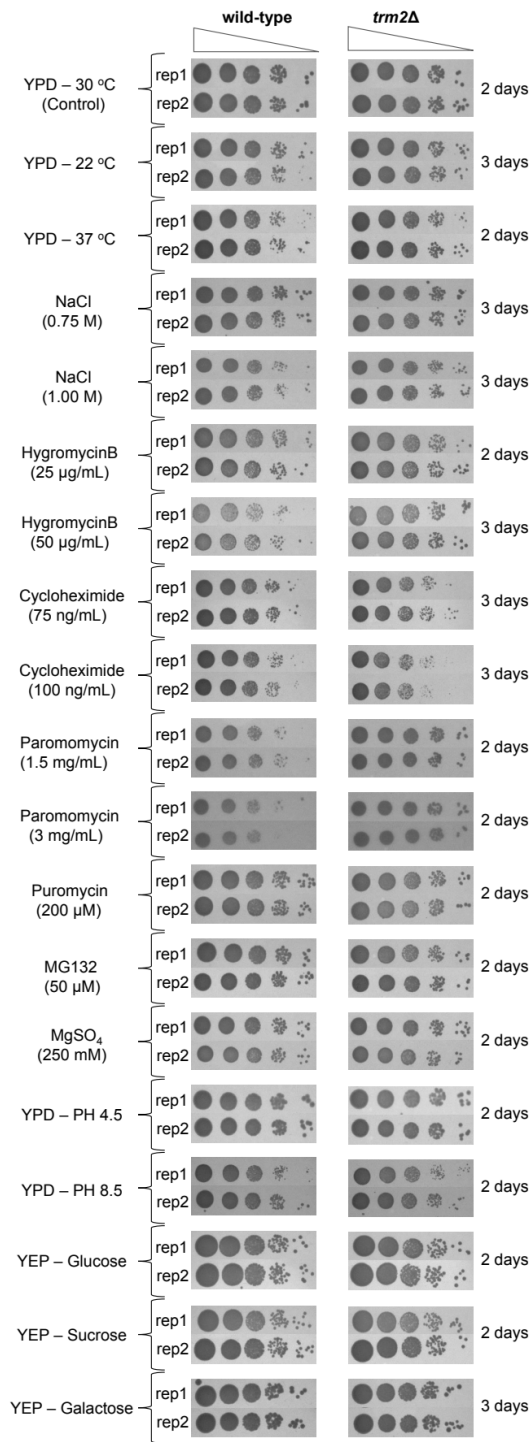 wild-type trm2Δ
YPD – 30 ºC
(Control)
rep1
rep2
2 days
YPD – 22 ºC
rep1
rep2
3 days
YPD – 37 ºC
rep1
rep2
2 days
NaCl
(0.75 M)
rep1
rep2
3 days
NaCl
(1.00 M)
rep1
rep2
3 days
HygromycinB
(25 µg/mL)
rep1
rep2
2 days
HygromycinB
(50 µg/mL)
rep1
rep2
3 days
Cycloheximide
(75 ng/mL)
rep1
rep2
3 days
Cycloheximide
(100 ng/mL)
rep1
rep2
3 days
Paromomycin
(1.5 mg/mL)
rep1
rep2
2 days
Paromomycin
(3 mg/mL)
rep1
rep2
2 days
Puromycin
(200 µM)
rep1
rep2
2 days
MG132
(50 µM)
rep1
rep2
2 days
MgSO₄
(250 mM)
rep1
rep2
2 days
YPD – PH 4.5
rep1
rep2
2 days
YPD – PH 8.5
rep1
rep2
2 days
YEP – Glucose
rep1
rep2
2 days
YEP – Sucrose
rep1
rep2
2 days
YEP – Galactose
rep1
rep2
3 days